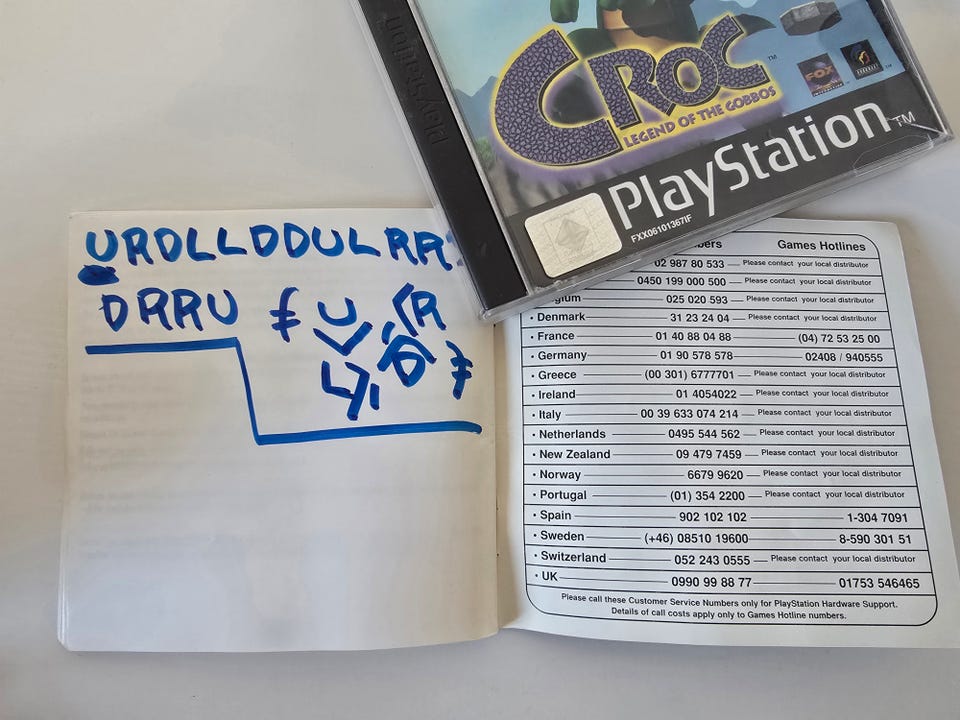 PlayStation
CROC™
LEGEND OF THE GOBBOS
FOX
INTERACTIVE
PlayStation™
FXX06101367IF
URDLLDDULRR
DRRU U R
L D
Games Hotlines
02 987 80 533 — Please contact your local distributor
0450 199 000 500 — Please contact your local distributor
025 020 593 — Please contact your local distributor
• Denmark — 31 23 24 04 — Please contact your local distributor
• France — 01 40 88 04 88 — (04) 72 53 25 00
• Germany — 01 90 578 578 — 02408 / 940555
• Greece — (00 301) 6777701 — Please contact your local distributor
• Ireland — 01 4054022 — Please contact your local distributor
• Italy — 00 39 633 074 214 — Please contact your local distributor
• Netherlands — 0495 544 562 — Please contact your local distributor
• New Zealand — 09 479 7459 — Please contact your local distributor
• Norway — 6679 9620 — Please contact your local distributor
• Portugal — (01) 354 2200 — Please contact your local distributor
• Spain — 902 102 102 — 1-304 7091
• Sweden — (+46) 08510 19600 — 8-590 301 51
• Switzerland — 052 243 0555 — Please contact your local distributor
• UK — 0990 99 88 77 — 01753 546465
Please call these Customer Service Numbers only for PlayStation Hardware Support.
Details of call costs apply only to Games Hotline numbers.